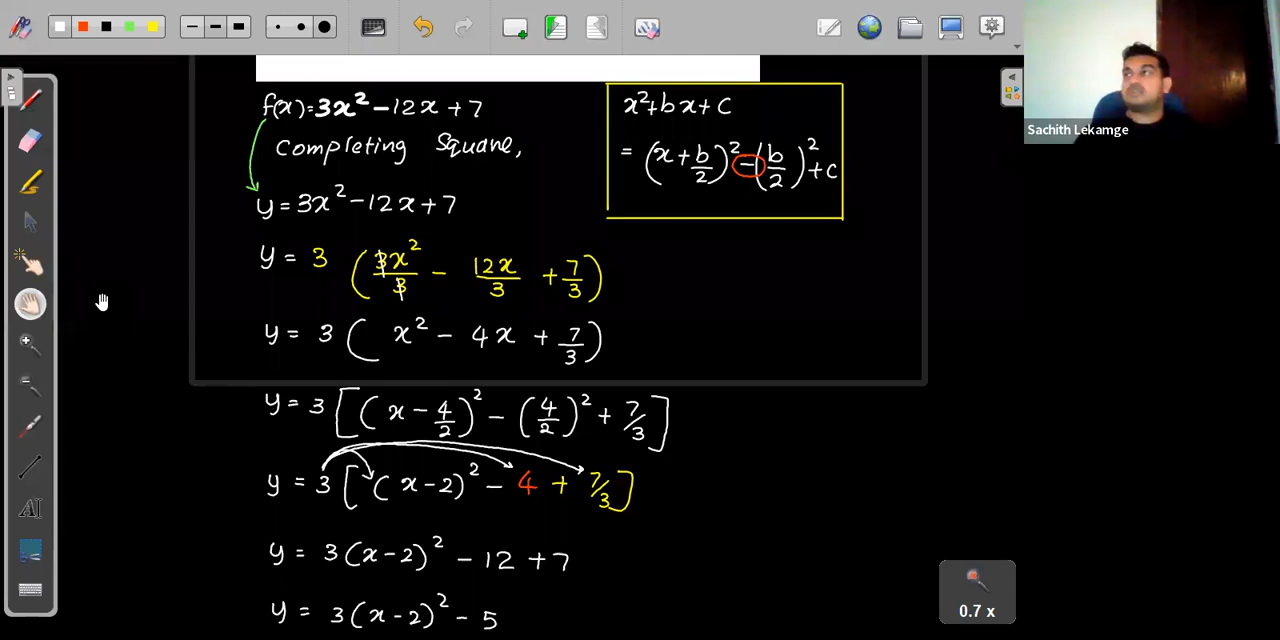 f(x)=3x²-12x+7
Completing Square,
y=3x²-12x+7
y= 3 (3x²/3 - 12x/3 + 7/3)
y= 3 ( x² - 4x + 7/3)
y=3[(x-4/2)²-(4/2)²+7/3]
y=3[(x-2)²-4+7/3]
y= 3(x-2)²-12+7
y= 3(x-2)²-5
x²+bx+c
=(x+b/2)²-(b/2)²+c
Sachith Lekamge
0.7 x